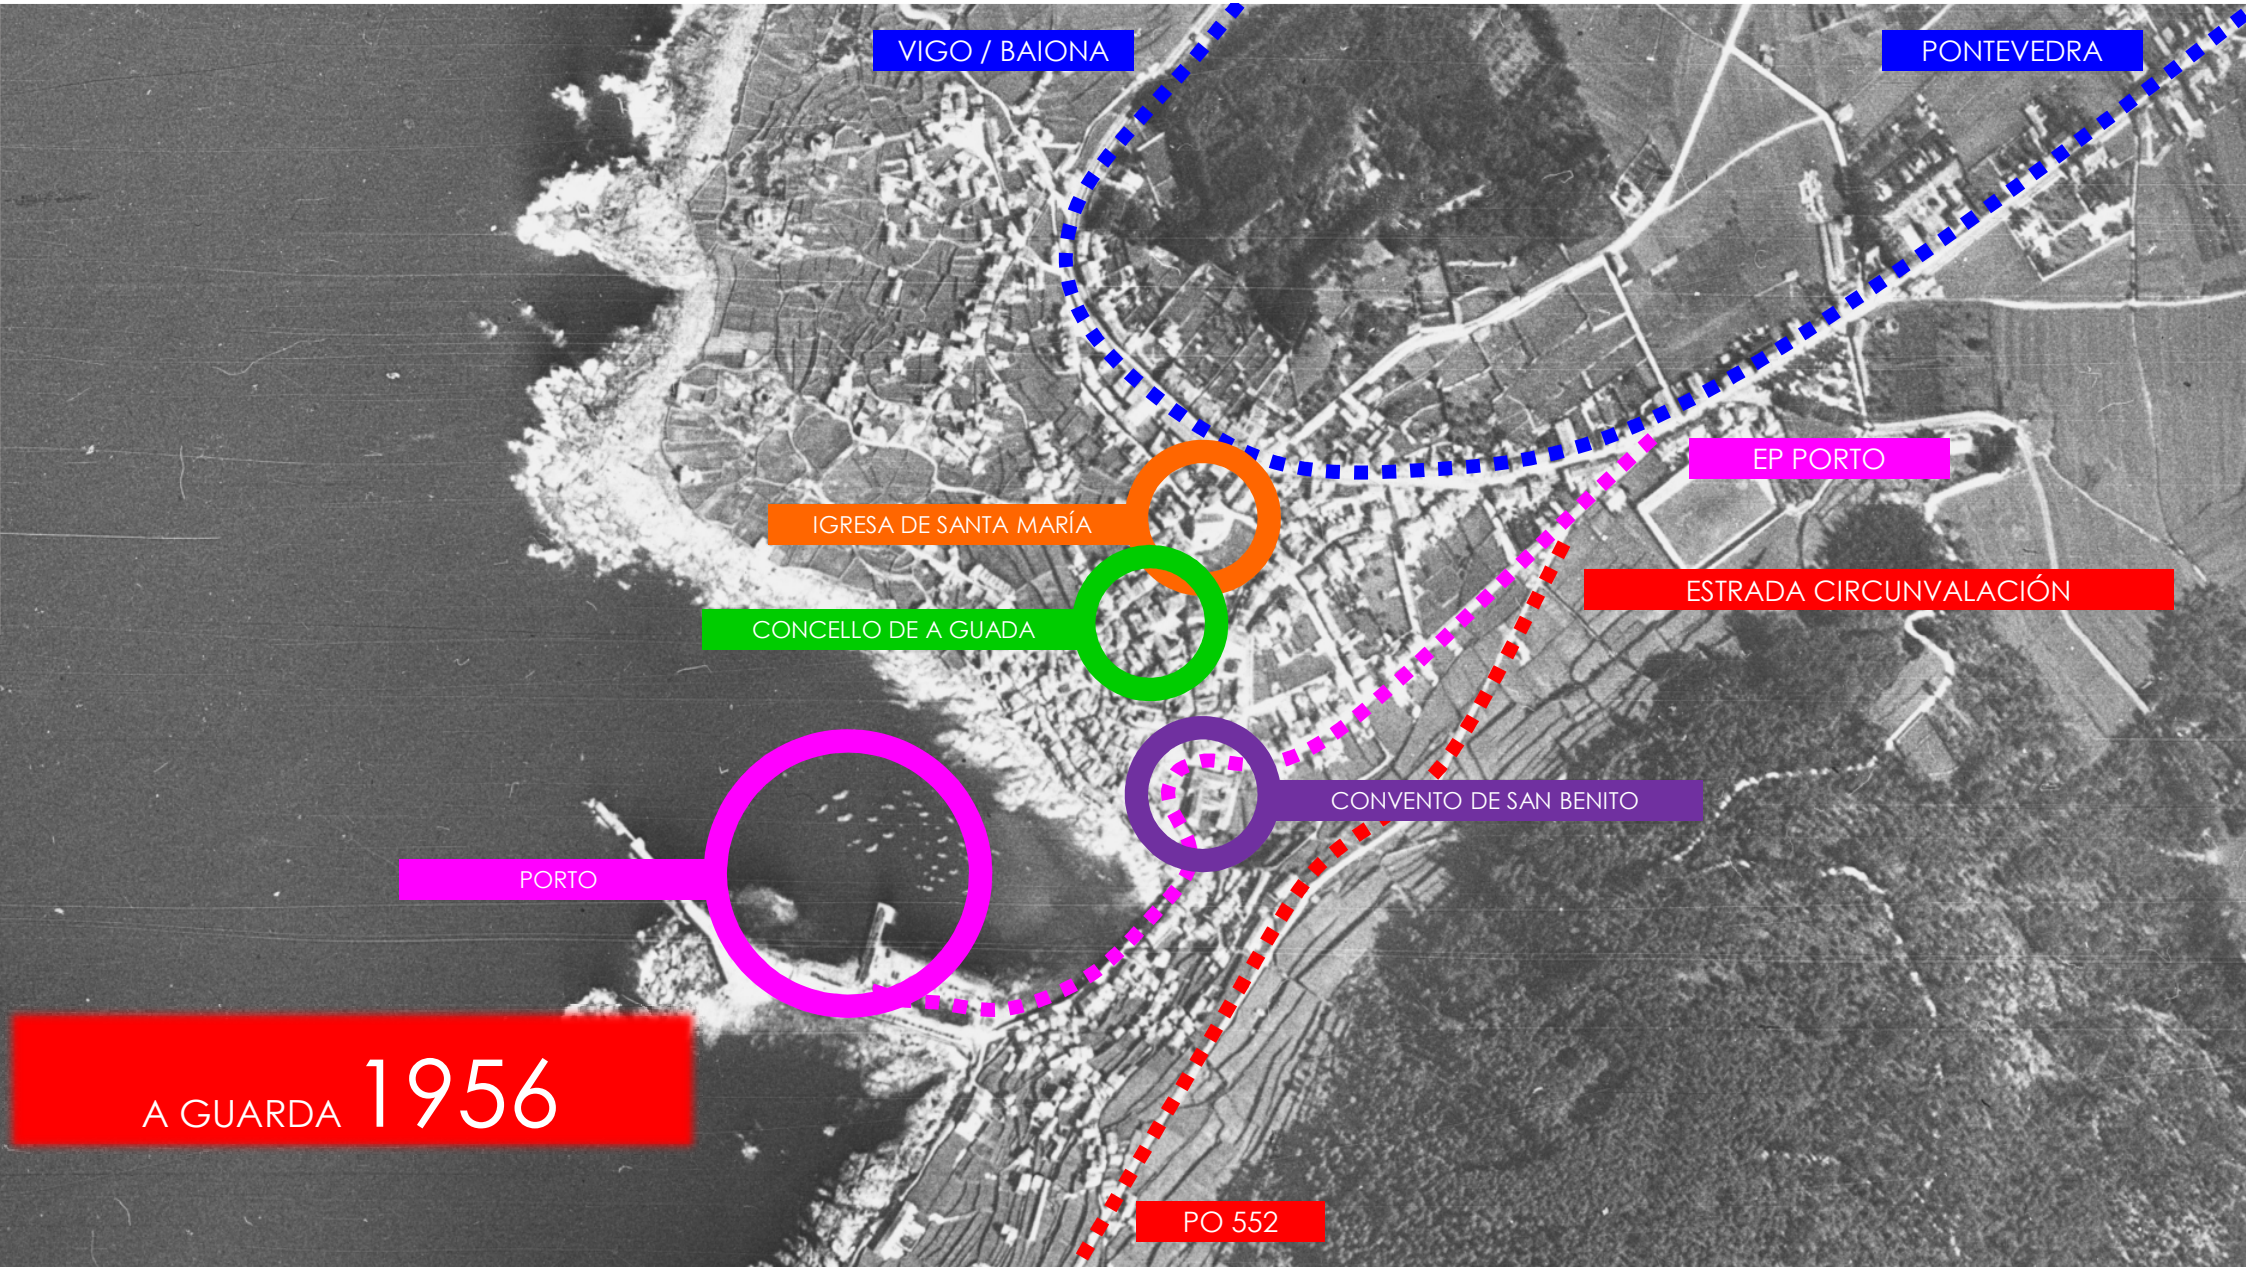 VIGO / BAIONA
PONTEVEDRA
EP PORTO
IGRESA DE SANTA MARÍA
ESTRADA CIRCUNVALACIÓN
CONCELLO DE A GUADA
CONVENTO DE SAN BENITO
PORTO
A GUARDA 1956
PO 552